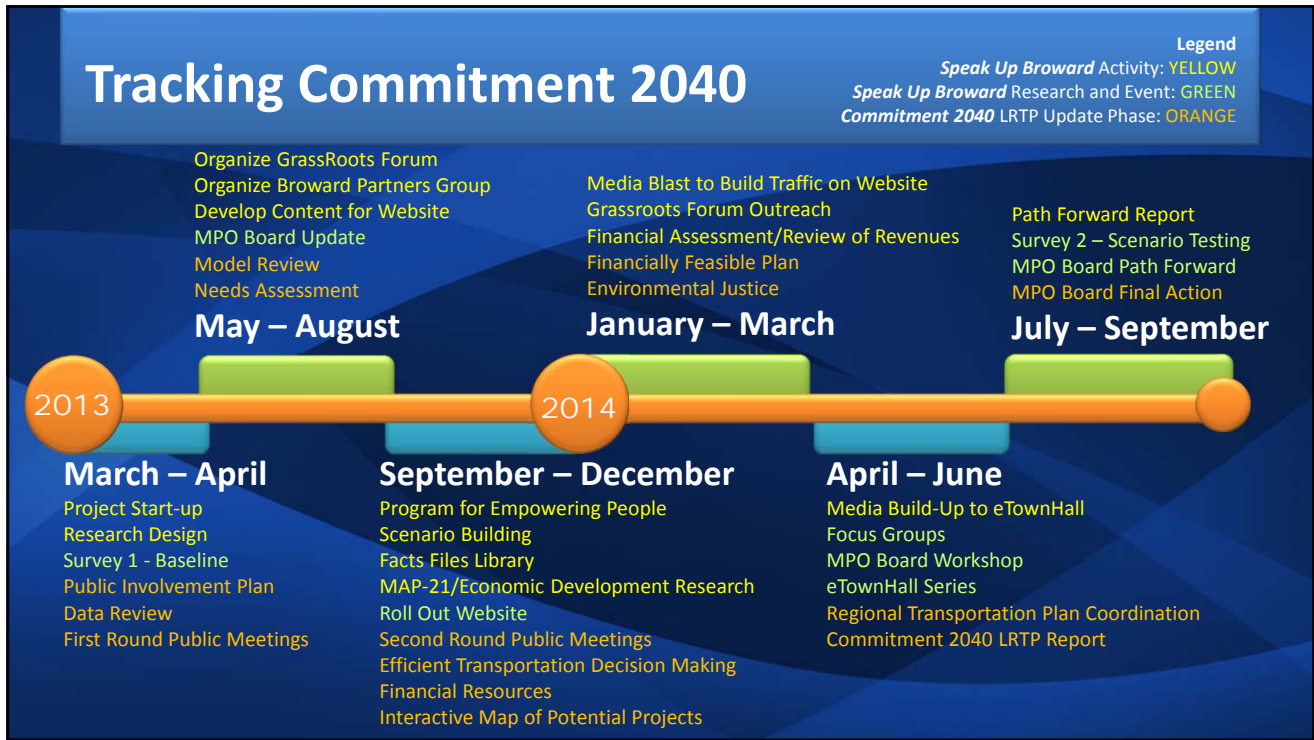 Tracking Commitment 2040
Legend
Speak Up Broward Activity: YELLOW
Speak Up Broward Research and Event: GREEN
Commitment 2040 LRTP Update Phase: ORANGE
Organize GrassRoots Forum
Organize Broward Partners Group
Develop Content for Website
MPO Board Update
Model Review
Needs Assessment
May – August
Media Blast to Build Traffic on Website
Grassroots Forum Outreach
Financial Assessment/Review of Revenues
Financially Feasible Plan
Environmental Justice
January – March
Path Forward Report
Survey 2 – Scenario Testing
MPO Board Path Forward
MPO Board Final Action
July – September
2013
2014
March – April
Project Start-up
Research Design
Survey 1 - Baseline
Public Involvement Plan
Data Review
First Round Public Meetings
September – December
Program for Empowering People
Scenario Building
Facts Files Library
MAP-21/Economic Development Research
Roll Out Website
Second Round Public Meetings
Efficient Transportation Decision Making
Financial Resources
Interactive Map of Potential Projects
April – June
Media Build-Up to eTownHall
Focus Groups
MPO Board Workshop
eTownHall Series
Regional Transportation Plan Coordination
Commitment 2040 LRTP Report